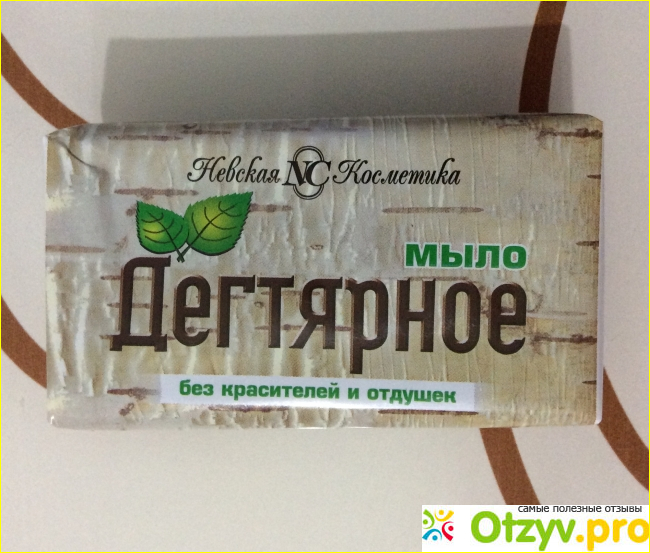 Невская NC Косметика
мыло
Дегтярное
без красителей и отдушек
самые полезные отзывы
Otzyv.pro